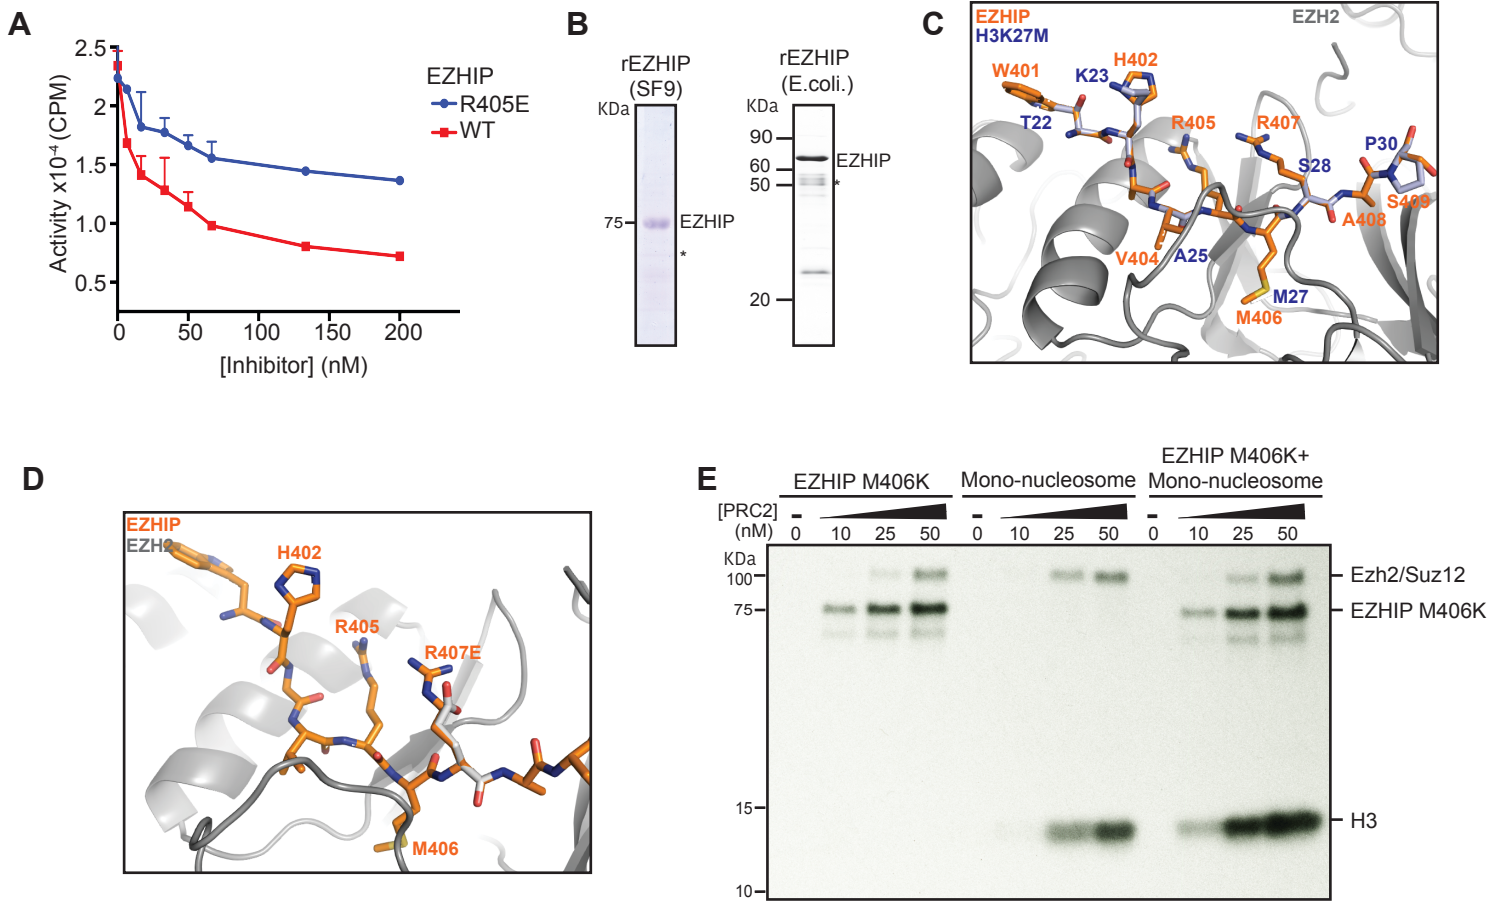 A
2.5
2.0
1.5
1.0
0.5
Activity x10⁻⁴ (CPM)
0 50 100 150 200
[Inhibitor] (nM)
EZHIP
R405E
WT
B
rEZHIP
(SF9)
KDa
75
EZHIP
*
rEZHIP
(E.coli.)
KDa
90
60
50
20
EZHIP
*
C
EZHIP
H3K27M
EZH2
W401
K23
H402
T22
R405
R407
S28
P30
S409
A408
V404
A25
M27
M406
D
EZHIP
EZH2
H402
R405
R407E
M406
E
EZHIP M406K
Mono-nucleosome
EZHIP M406K+
Mono-nucleosome
[PRC2]
(nM)
- - -
0 10 25 50 0 10 25 50 0 10 25 50
KDa
100
75
15
10
Ezh2/Suz12
EZHIP M406K
H3